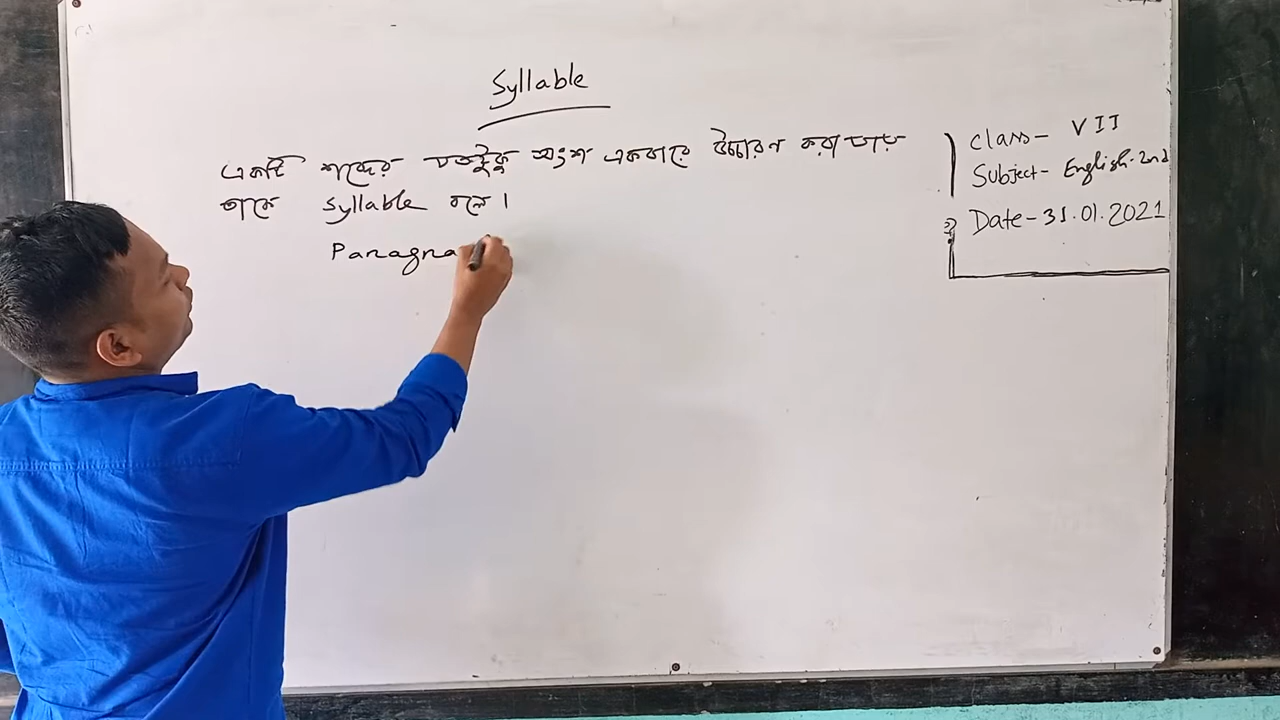 Syllable
একটি শব্দের যতটুকু অংশ একবারে উচ্চারন করা যায়
তাকে Syllable বলে।
Paragra
Class- VII
Subject- English-2nd
Date-31.01.2021